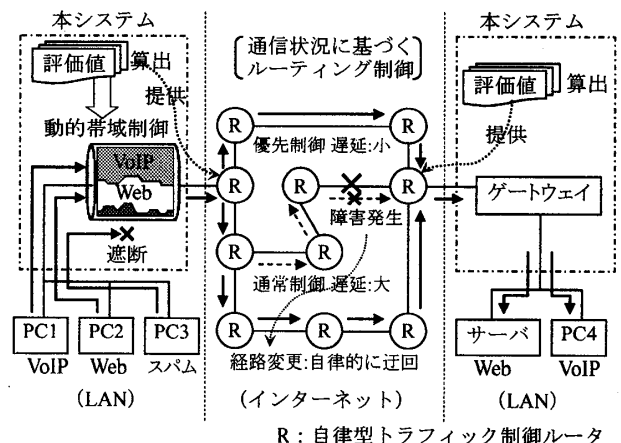 本システム
評価値
算出
提供
動的帯域制御
VoIP
Web
遮断
PC1
PC2
PC3
VoIP
Web
スパム
(LAN)
通信状況に基づく
ルーティング制御
R
R
優先制御 遅延:小
R
R
R
障害発生
R
R
通常制御 遅延:大
R
R
R
経路変更:自律的に迂回
(インターネット)
本システム
評価値
算出
提供
ゲートウェイ
サーバ
PC4
Web
VoIP
(LAN)
R：自律型トラフィック制御ルータ